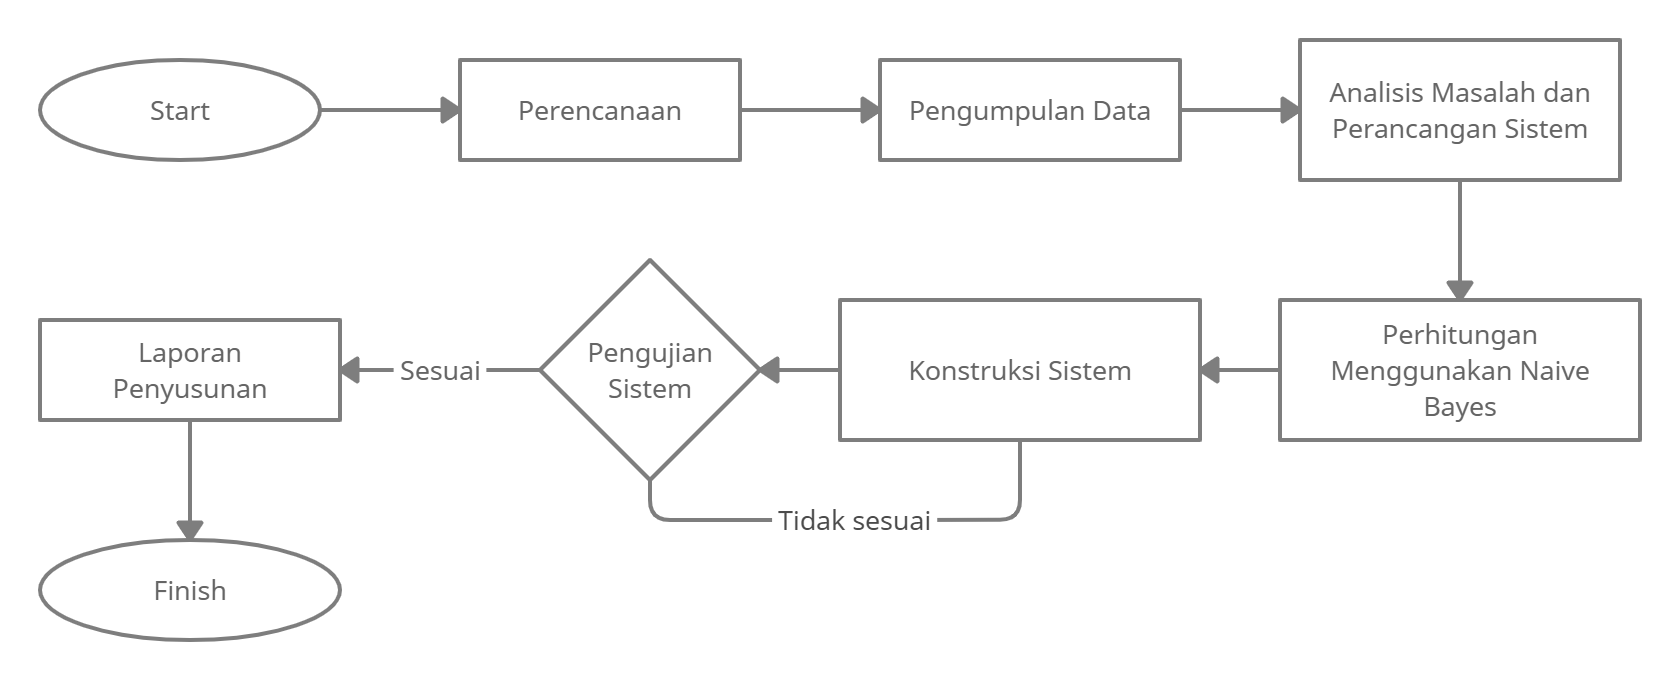 Start
Perencanaan
Pengumpulan Data
Analisis Masalah dan
Perancangan Sistem
Perhitungan
Menggunakan Naive
Bayes
Konstruksi Sistem
Pengujian
Sistem
Tidak sesuai
Sesuai
Laporan
Penyusunan
Finish